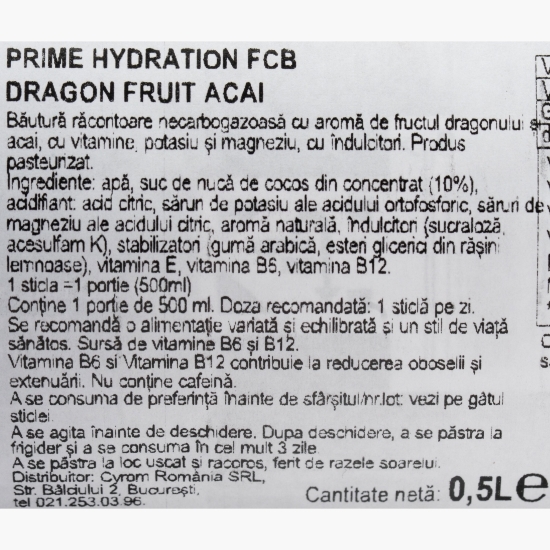 PRIME HYDRATION FCB
DRAGON FRUIT ACAI
Băutură răcoritoare necarbogazoasă cu aromă de fructul dragonului și
acai, cu vitamine, potasiu și magneziu, cu îndulcitori. Produs
pasteurizat.
Ingrediente: apă, suc de nucă de cocos din concentrat (10%),
acidifiant: acid citric, săruri de potasiu ale acidului ortofosforic, săruri de
magneziu ale acidului citric, aromă naturală, îndulcitori (sucraloză,
acesulfam K), stabilizatori (gumă arabică, esteri glicerici din rășini
lemnoase), vitamina E, vitamina B6, vitamina B12.
1 sticla =1 portie (500ml)
Conține 1 portie de 500 ml. Doza recomandată: 1 sticlă pe zi.
Se recomandă o alimentație variată și echilibrată și un stil de viață
sănătos. Sursă de vitamine B6 și B12.
Vitamina B6 si Vitamina B12 contribuie la reducerea oboselii și
extenuării. Nu conține cafeină.
A se consuma de preferință înainte de sfârșitul/nr.lot: vezi pe gâtul
sticlei.
A se agita înainte de deschidere. Dupa deschidere, a se păstra la
frigider și a se consuma în cel mult 3 zile.
A se păstra la loc uscat si racoros, ferit de razele soarelui.
Distribuitor: Cyrom România SRL,
Str. Bălciului 2, București,
tel 021.253.03.96.
Cantitate netă: 0,5L e